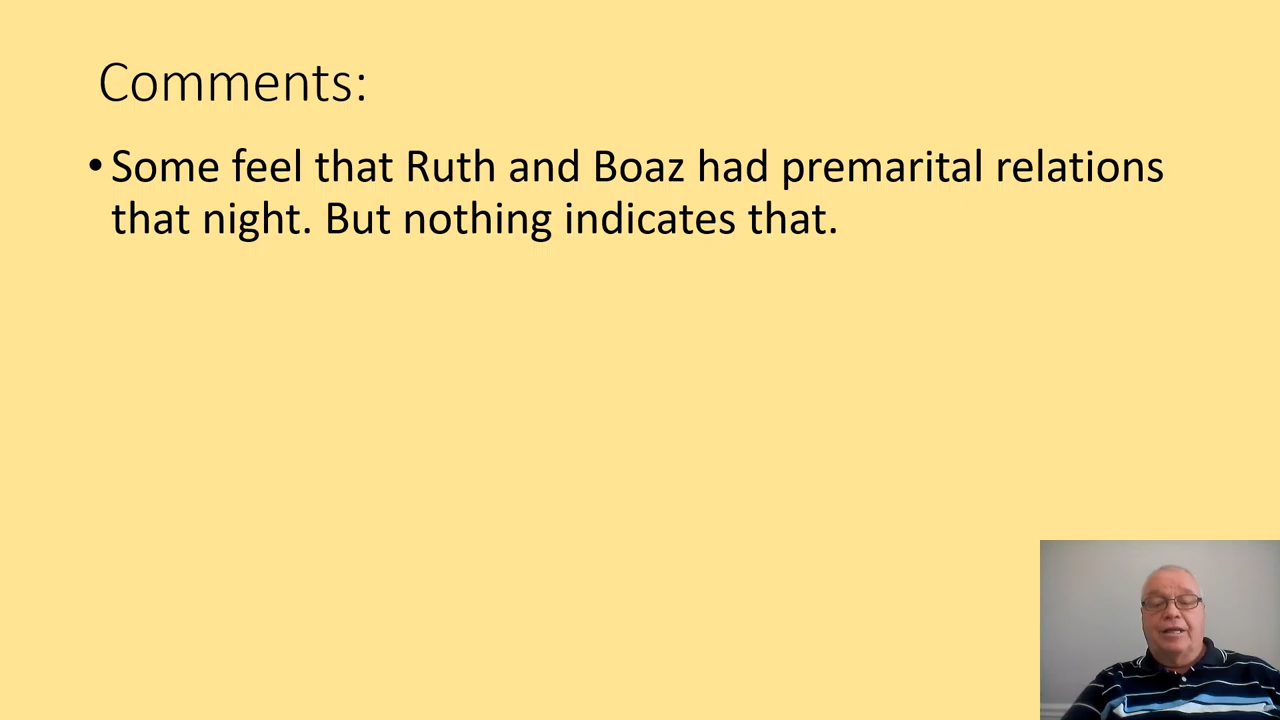 Comments:
• Some feel that Ruth and Boaz had premarital relations
that night. But nothing indicates that.